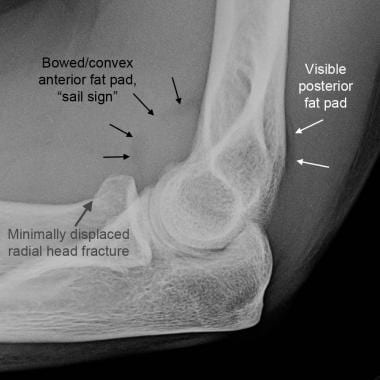 Bowed/convex
anterior fat pad,
“sail sign”
Visible
posterior
fat pad
Minimally displaced
radial head fracture